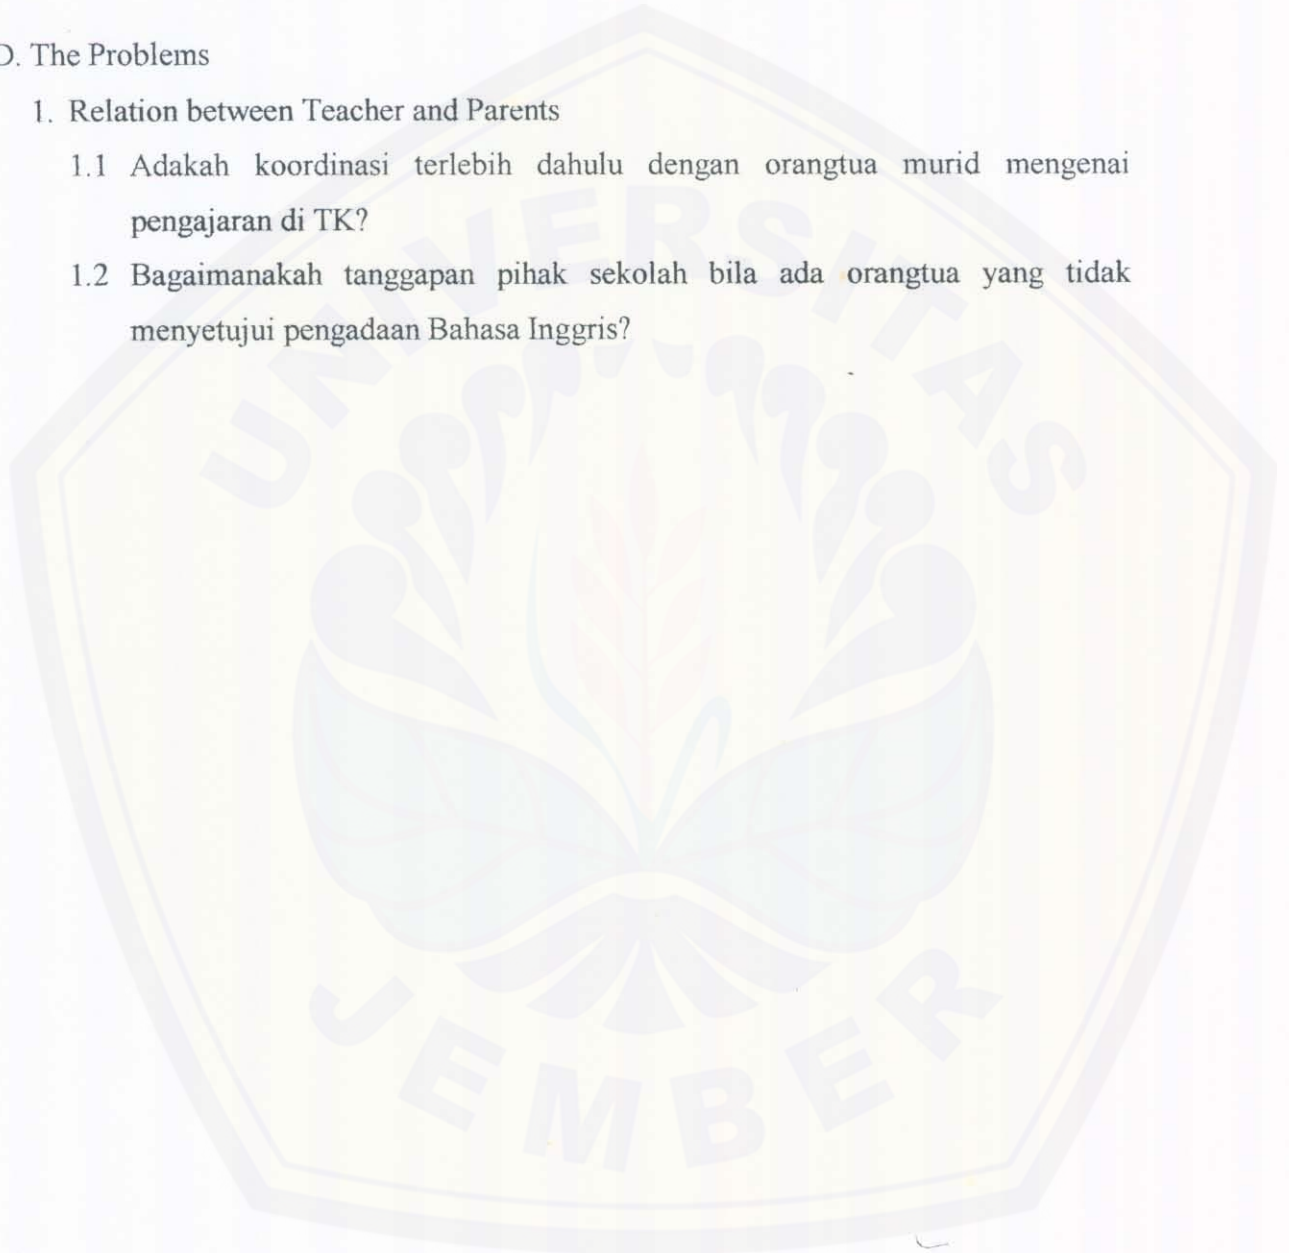 D. The Problems
1. Relation between Teacher and Parents
1.1 Adakah koordinasi terlebih dahulu dengan orangtua murid mengenai
pengajaran di TK?
1.2 Bagaimanakah tanggapan pihak sekolah bila ada orangtua yang tidak
menyetujui pengadaan Bahasa Inggris?
UNIVERSITAS
JEMBER